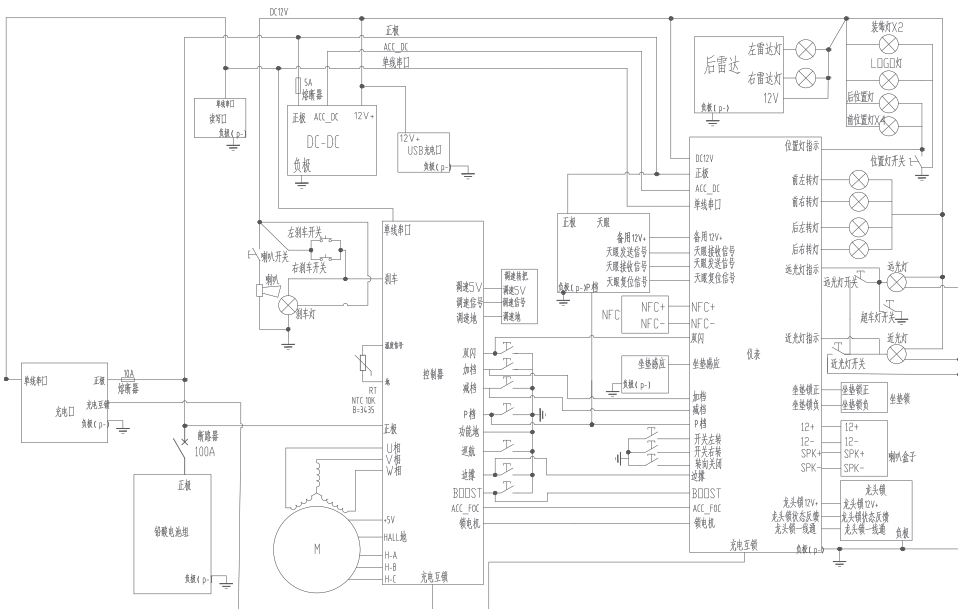 DC12V
正极
ACC_DC
单线串口
装饰灯X2
LOGO灯
后位置灯
前位置灯X4
位置灯开关
后雷达
左雷达灯
右雷达灯
12V
单线串口
读写口
负极(p-)
5A
熔断器
正极 ACC_DC 12V+
DC-DC
负极
12V+
USB充电口
负极(p-)
左刹车开关
喇叭开关
右刹车开关
喇叭
刹车灯
单线串口
刹车
调速5V
调速信号
调速地
调速转把
调速5V
调速信号
调速地
双闪
加档
减档
P档
功能地
巡航
边撑
BOOST
ACC_FOC
锁电机
控制器
温度信号
地
RT
NTC 10K
B=3435
正极
U相
V相
W相
+5V
HALL地
H-A
H-B
H-C
充电互锁
M
单线串口
正极
充电口
充电互锁
负极(p-)
10A
熔断器
断路器
100A
正极
铅酸电池组
负极(p-)
正极 天眼
备用12V+
天眼发送信号
天眼接收信号
天眼复位信号
负极(p-)P档
NFC
NFC+
NFC-
坐垫感应
负极(p-)
开关左转
开关右转
转向关闭
DC12V
正极
ACC_DC
单线串口
备用12V+
天眼接收信号
天眼发送信号
天眼复位信号
NFC+
NFC-
双闪
坐垫感应
加档
减档
P档
开关左转
开关右转
转向关闭
边撑
BOOST
ACC_FOC
锁电机
仪表
充电互锁
负极(p-)
位置灯指示
前左转灯
前右转灯
后左转灯
后右转灯
远光灯指示
远光灯开关
远光灯
超车灯开关
近光灯指示
近光灯
近光灯开关
坐垫锁正
坐垫锁负
坐垫锁正
坐垫锁负
坐垫锁
12+
12-
SPK+
SPK-
12+
12-
SPK+
SPK-
喇叭盒子
龙头锁12V+
龙头锁状态反馈
龙头锁一线通
龙头锁
龙头锁12V+
龙头锁状态反馈
龙头锁一线通
负极